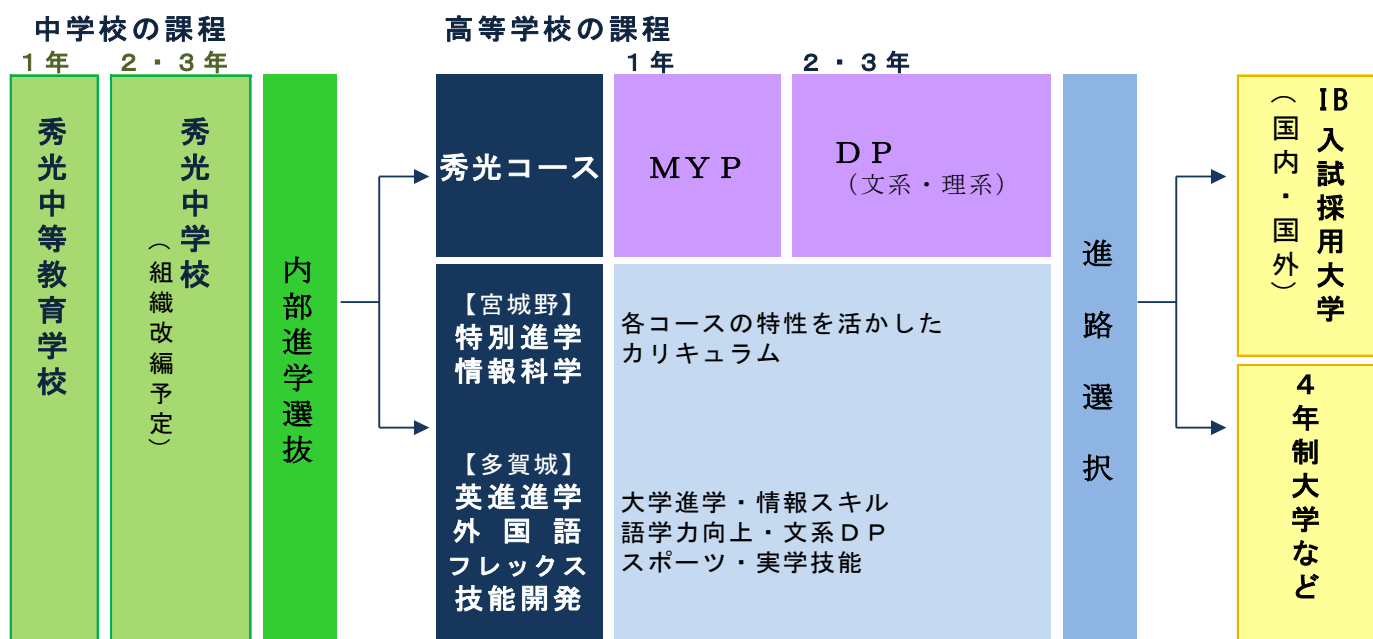 中学校の課程
高等学校の課程
1年
2・3年
1年
2・3年
秀光中等教育学校
秀光中学校
（組織改編予定）
内部進学選抜
秀光コース
MYP
DP
（文系・理系）
【宮城野】
特別進学
情報科学
各コースの特性を活かした
カリキュラム
【多賀城】
英進進学
外国語
フレックス
技能開発
大学進学・情報スキル
語学力向上・文系DP
スポーツ・実学技能
進路選択
IB入試採用大学
（国内・国外）
4年制大学など